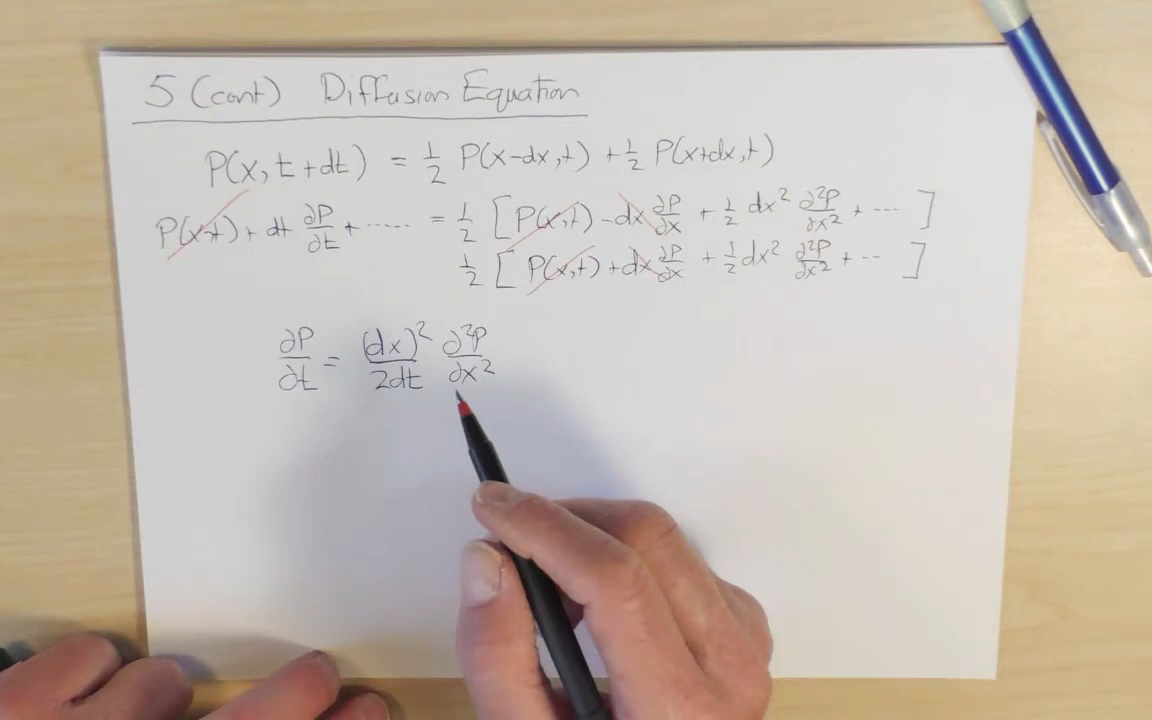 5 (cont) Diffusion Equation
P(x, t+dt) = 1/2 P(x-dx,t) + 1/2 P(x+dx,t)
P(x,t) + dt ∂P/∂t + ..... = 1/2 [ P(x,t) - dx ∂P/∂x + 1/2 dx² ∂²P/∂x² + ... ]
1/2 [ P(x,t) + dx ∂P/∂x + 1/2 dx² ∂²P/∂x² + ... ]
∂P/∂t = (dx)²/2dt ∂²P/∂x²